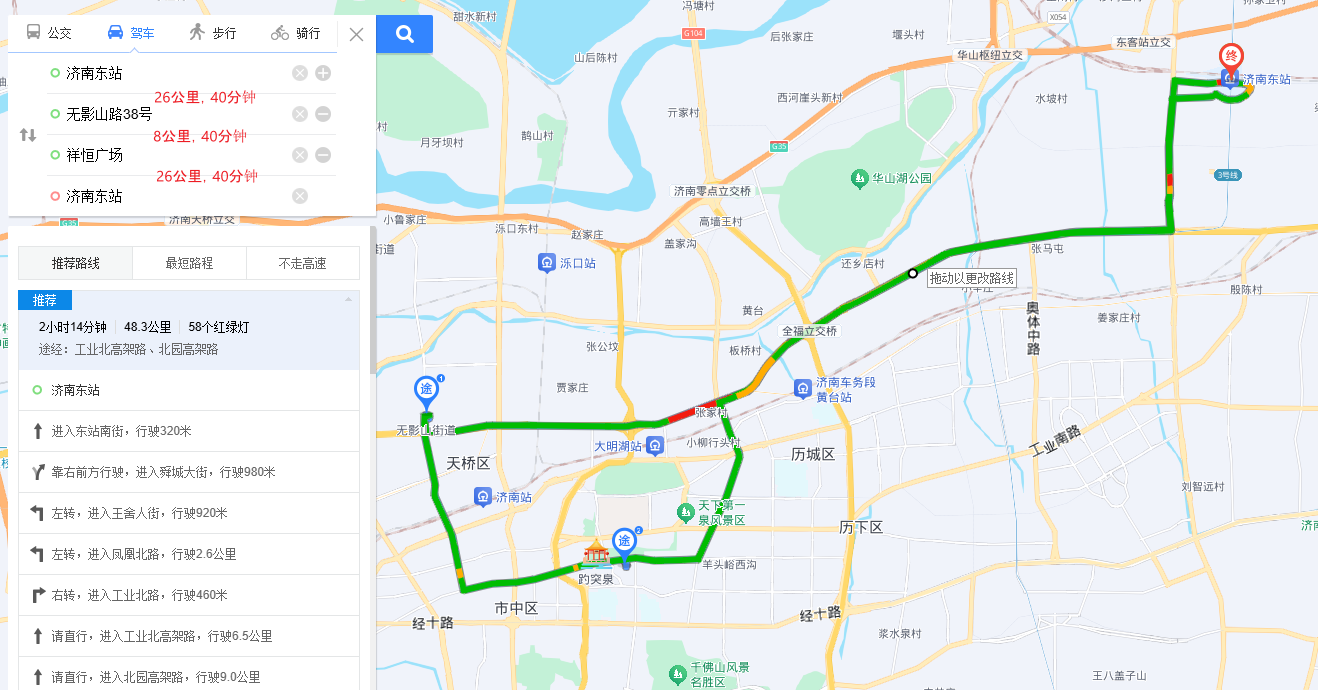 公交
驾车
步行
骑行
济南东站
26公里, 40分钟
无影山路38号
8公里, 40分钟
祥恒广场
26公里, 40分钟
济南东站
推荐路线
最短路程
不走高速
推荐
2小时14分钟
48.3公里
58个红绿灯
途经：工业北高架路、北园高架路
济南东站
进入东站南街，行驶320米
靠右前方行驶，进入舜城大街，行驶980米
左转，进入王舍人街，行驶920米
左转，进入凤凰北路，行驶2.6公里
右转，进入工业北路，行驶460米
请直行，进入工业北高架路，行驶6.5公里
请直行，进入北园高架路，行驶9.0公里
甜水新村
冯塘村
X054
G104
后张家村
堰头村
东客站立交
华山枢纽立交
山后陈村
终
济南东站
西河崖头新村
水坡村
亓家村
鹊山村
月牙坝村
G35
3号线
华山湖公园
济南零点立交桥
小鲁家庄
G35
济南天桥立交
泺口东村
赵家庄
高墙王村
盖家沟
街道
张马屯
泺口站
还乡店村
拖动以更改路线
殷陈村
黄台
奥体中路
姜家庄村
全福立交桥
张公坟
板桥村
贾家庄
途
1
济南车务段
黄台站
张家村
无影山街道
大明湖站
小柳行头村
工业南路
天桥区
历城区
济南站
刘智远村
天下第一
泉风景区
历下区
途
2
趵突泉
羊头峪西沟
市中区
经十路
经十路
浆水泉村
千佛山风景
名胜区
王八盖子山